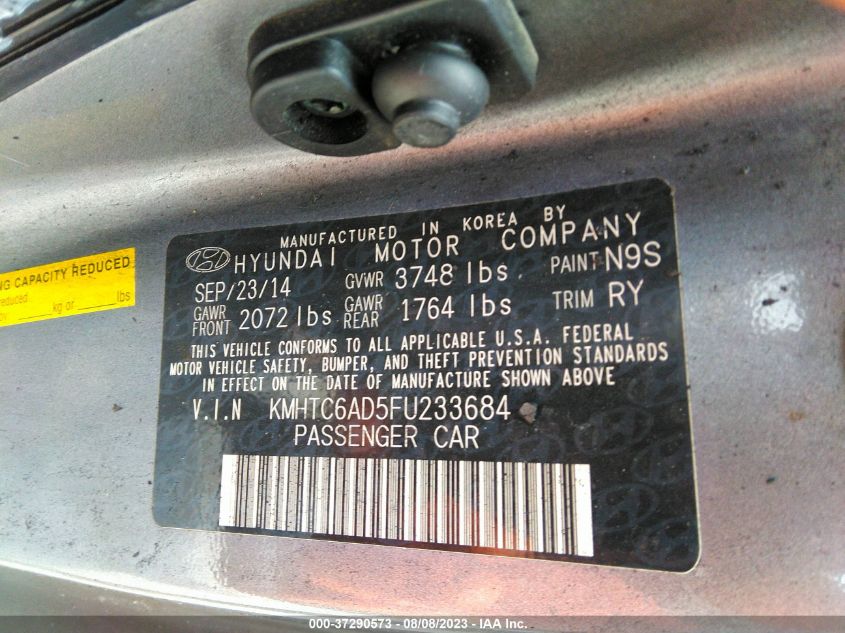 MANUFACTURED IN KOREA BY
HYUNDAI MOTOR COMPANY
SEP/23/14 GVWR 3748 lbs PAINT N9S
GAWR FRONT 2072 lbs GAWR REAR 1764 lbs TRIM RY
THIS VEHICLE CONFORMS TO ALL APPLICABLE U.S.A. FEDERAL
MOTOR VEHICLE SAFETY, BUMPER, AND THEFT PREVENTION STANDARDS
IN EFFECT ON THE DATE OF MANUFACTURE SHOWN ABOVE
V.I.N KMHTC6AD5FU233684
PASSENGER CAR
CAPACITY REDUCED
reduced
kg or lbs
000-37290573 - 08/08/2023 - IAA Inc.